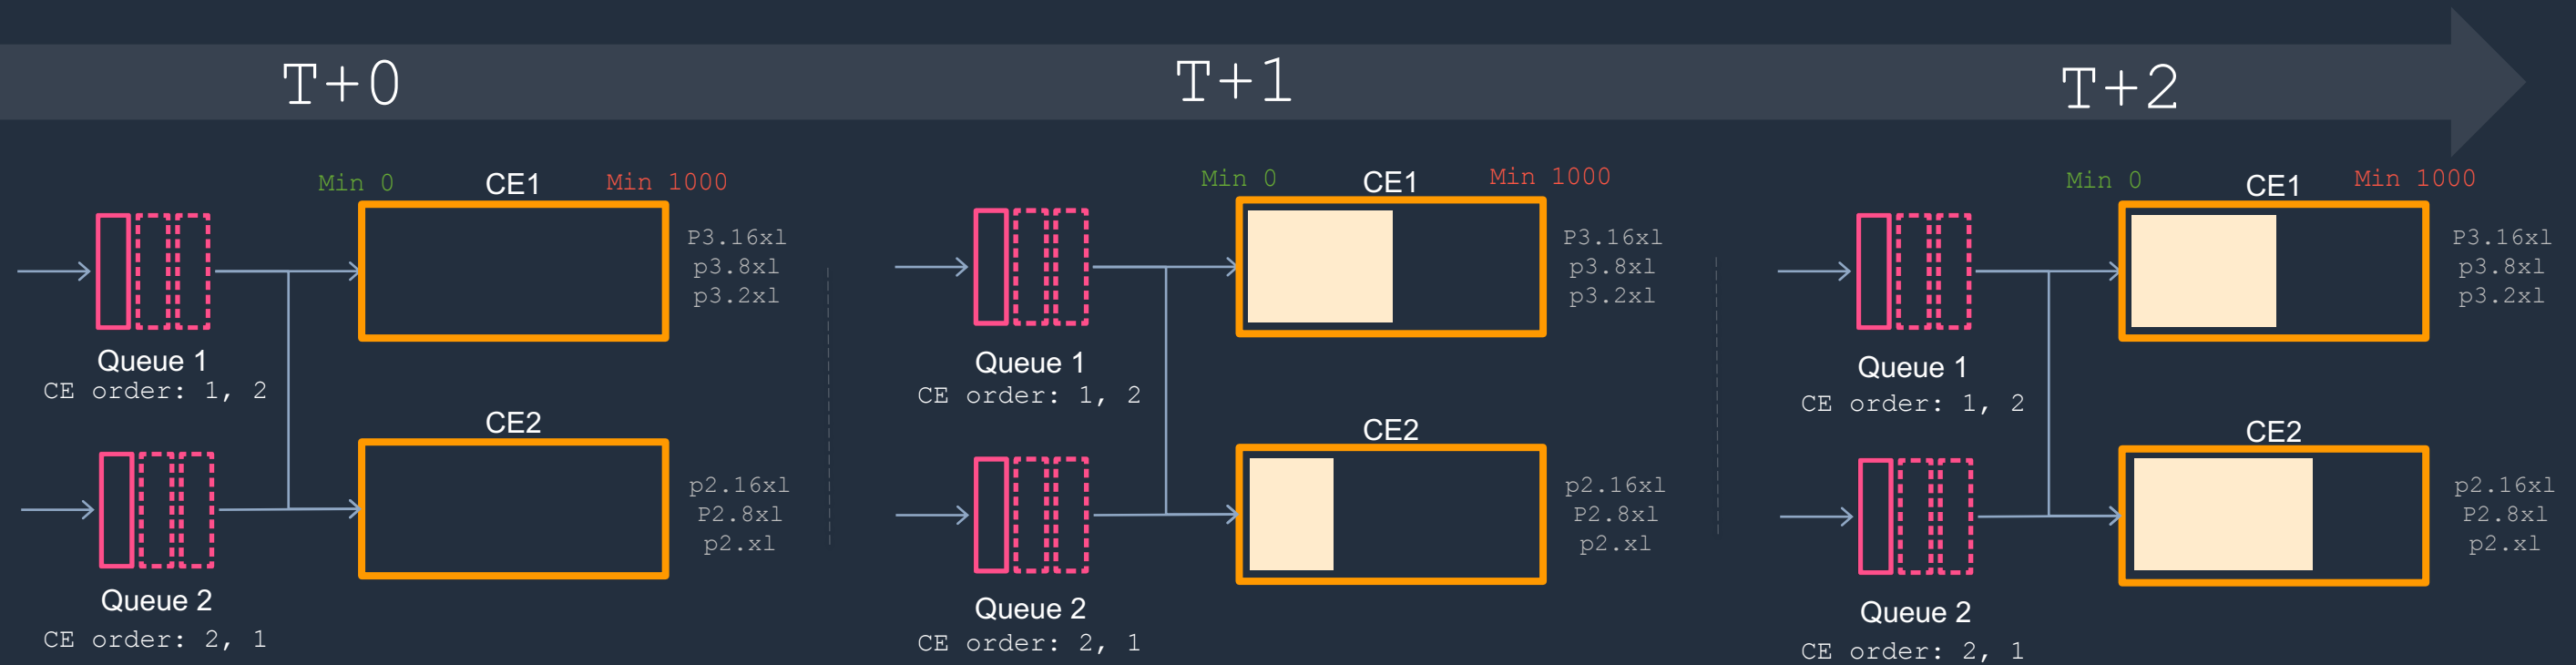 T+0
T+1
T+2
Min 0
CE1
Min 1000
P3.16xl
p3.8xl
p3.2xl
Queue 1
CE order: 1, 2
CE2
p2.16xl
P2.8xl
p2.xl
Queue 2
CE order: 2, 1
Min 0
CE1
Min 1000
P3.16xl
p3.8xl
p3.2xl
Queue 1
CE order: 1, 2
CE2
p2.16xl
P2.8xl
p2.xl
Queue 2
CE order: 2, 1
Min 0
CE1
Min 1000
P3.16xl
p3.8xl
p3.2xl
Queue 1
CE order: 1, 2
CE2
p2.16xl
P2.8xl
p2.xl
Queue 2
CE order: 2, 1